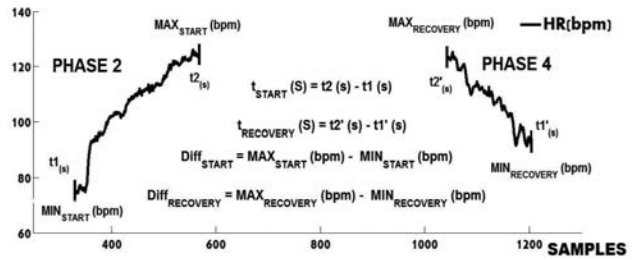 MAX_START (bpm)
MAX_RECOVERY (bpm)
HR(bpm)
140
120
100
80
60
PHASE 2
PHASE 4
t2(s)
t2'(s)
t_START (S) = t2 (s) - t1 (s)
t_RECOVERY (S) = t2' (s) - t1' (s)
t1'(s)
t1(s)
Diff_START = MAX_START (bpm) - MIN_START (bpm)
MIN_RECOVERY (bpm)
MIN_START (bpm)
Diff_RECOVERY = MAX_RECOVERY (bpm) - MIN_RECOVERY (bpm)
400 600 800 1000 1200
SAMPLES